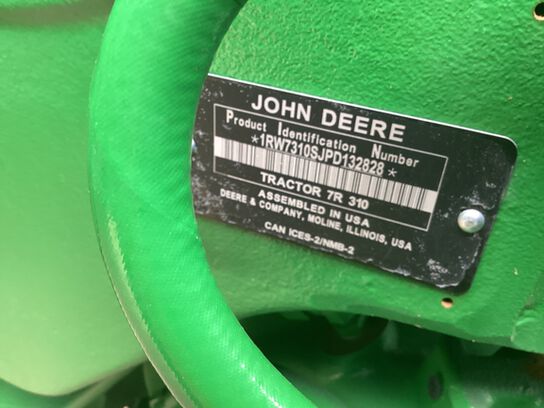 JOHN DEERE
Product Identification Number
*1RW7310SJPD132828*
TRACTOR 7R 310
ASSEMBLED IN USA
DEERE & COMPANY, MOLINE, ILLINOIS, USA
CAN ICES-2/NMB-2